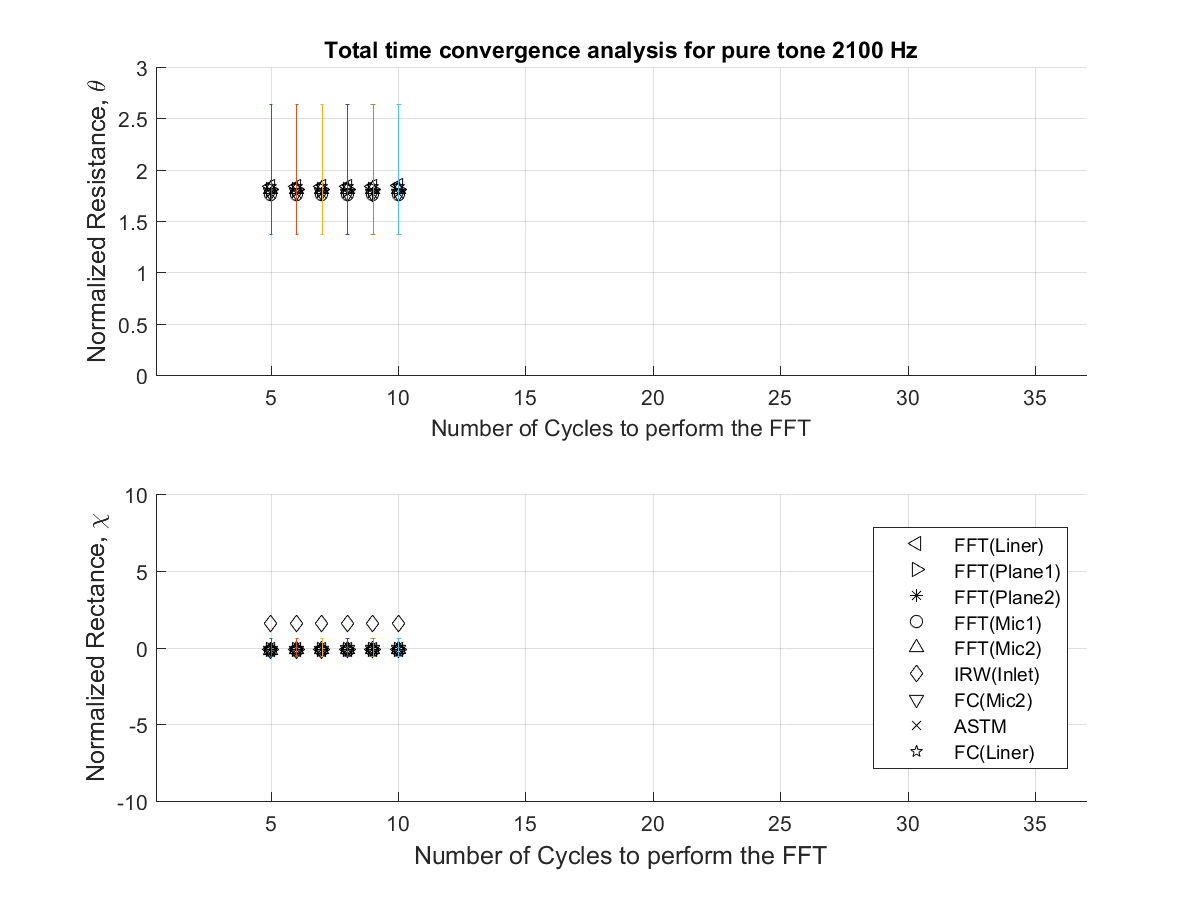 Total time convergence analysis for pure tone 2100 Hz
Normalized Resistance, θ
3
2.5
2
1.5
1
0.5
0
5 10 15 20 25 30 35
Number of Cycles to perform the FFT
Normalized Rectance, χ
10
5
0
-5
-10
FFT(Liner)
FFT(Plane1)
FFT(Plane2)
FFT(Mic1)
FFT(Mic2)
IRW(Inlet)
FC(Mic2)
ASTM
FC(Liner)
5 10 15 20 25 30 35
Number of Cycles to perform the FFT